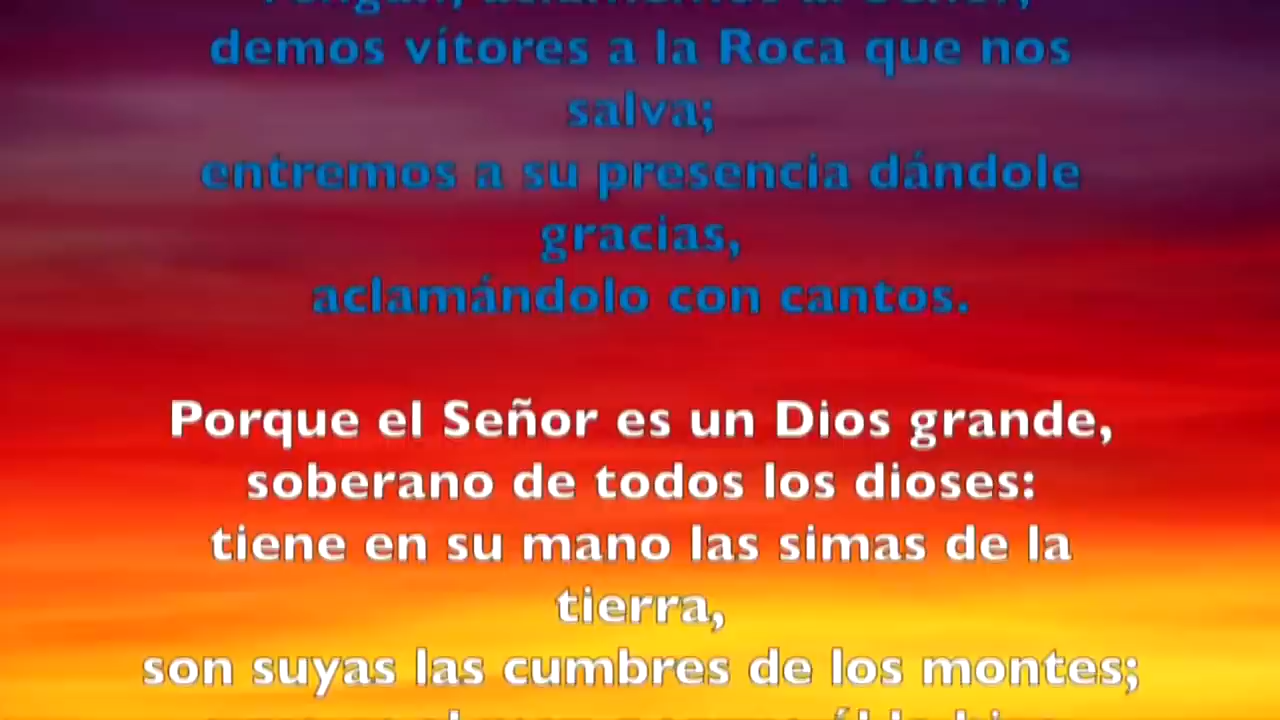 demos vítores a la Roca que nos
salva;
entremos a su presencia dándole
gracias,
aclamándolo con cantos.
Porque el Señor es un Dios grande,
soberano de todos los dioses:
tiene en su mano las simas de la
tierra,
son suyas las cumbres de los montes;